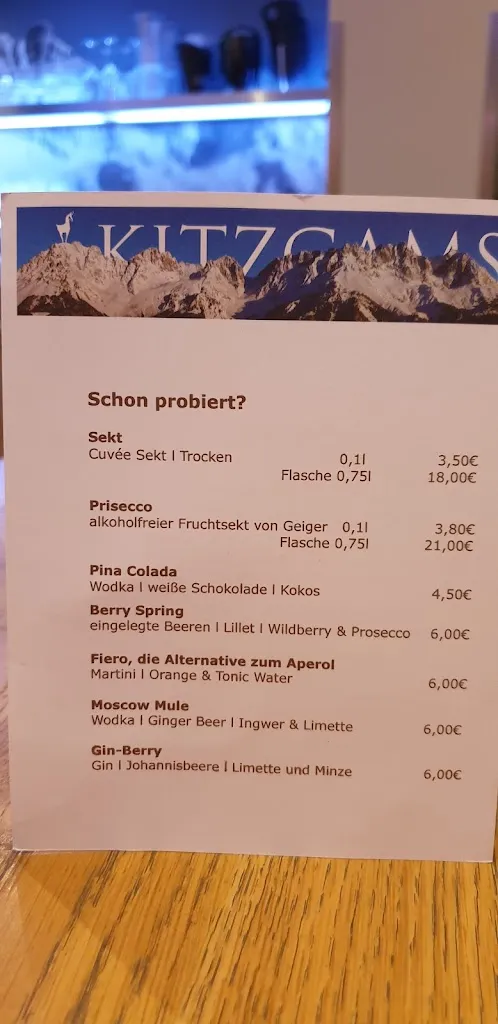 KITZGAMS
Schon probiert?
Sekt
Cuvée Sekt l Trocken 0,1l 3,50€
Flasche 0,75l 18,00€
Prisecco
alkoholfreier Fruchtsekt von Geiger 0,1l 3,80€
Flasche 0,75l 21,00€
Pina Colada
Wodka l weiße Schokolade l Kokos 4,50€
Berry Spring
eingelegte Beeren l Lillet l Wildberry & Prosecco 6,00€
Fiero, die Alternative zum Aperol
Martini l Orange & Tonic Water 6,00€
Moscow Mule
Wodka l Ginger Beer l Ingwer & Limette 6,00€
Gin-Berry
Gin l Johannisbeere l Limette und Minze 6,00€